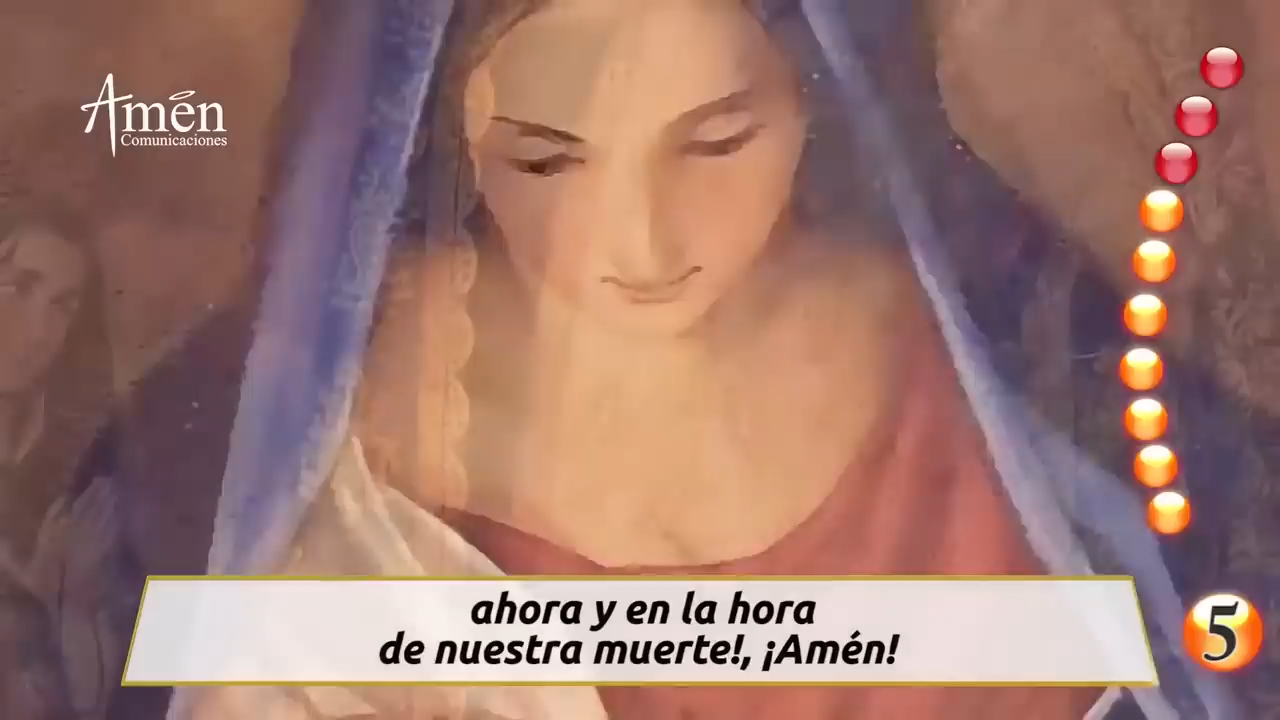 Amén
Comunicaciones
ahora y en la hora
de nuestra muerte!, ¡Amén!
5